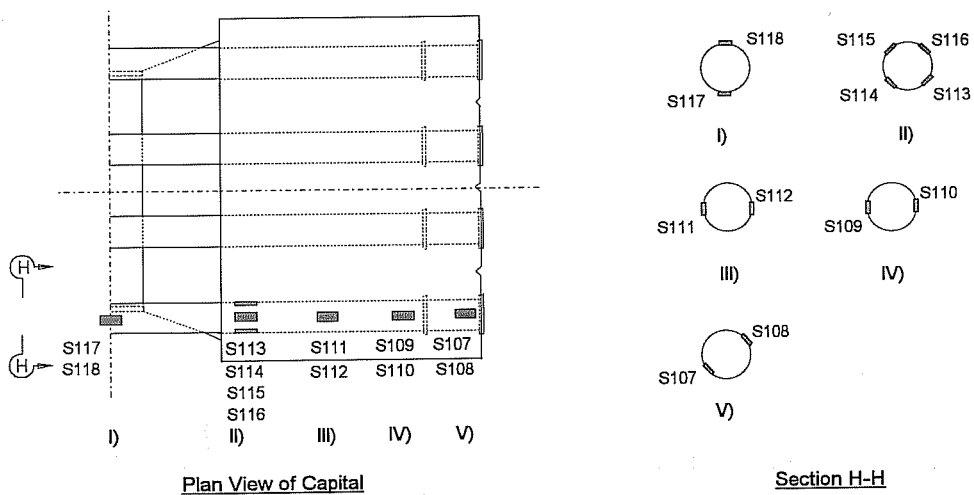 H
H
S117
S118
S113
S114
S115
S116
S111
S112
S109
S110
S107
S108
I)
II)
III)
IV)
V)
Plan View of Capital
S118
S117
I)
S115
S116
S114
S113
II)
S112
S111
III)
S110
S109
IV)
S108
S107
V)
Section H-H